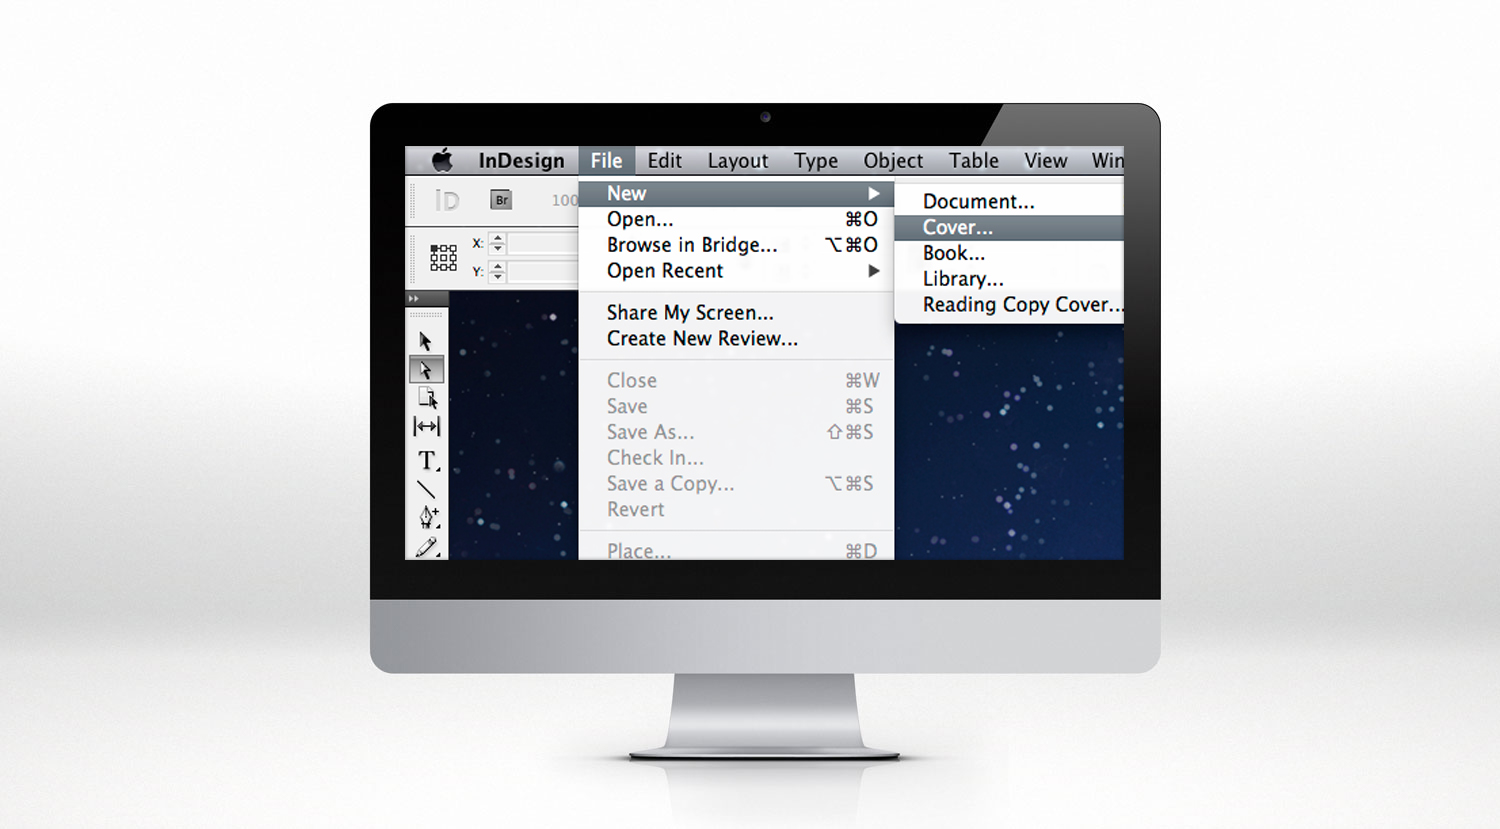 InDesign File Edit Layout Type Object Table View Win
ID Br 100
X:
Y:
New
Open... ⌘O
Browse in Bridge... ⌥⌘O
Open Recent
Share My Screen...
Create New Review...
Close ⌘W
Save ⌘S
Save As... ⇧⌘S
Check In...
Save a Copy... ⌥⌘S
Revert
Place... ⌘D
Document...
Cover...
Book...
Library...
Reading Copy Cover...
T